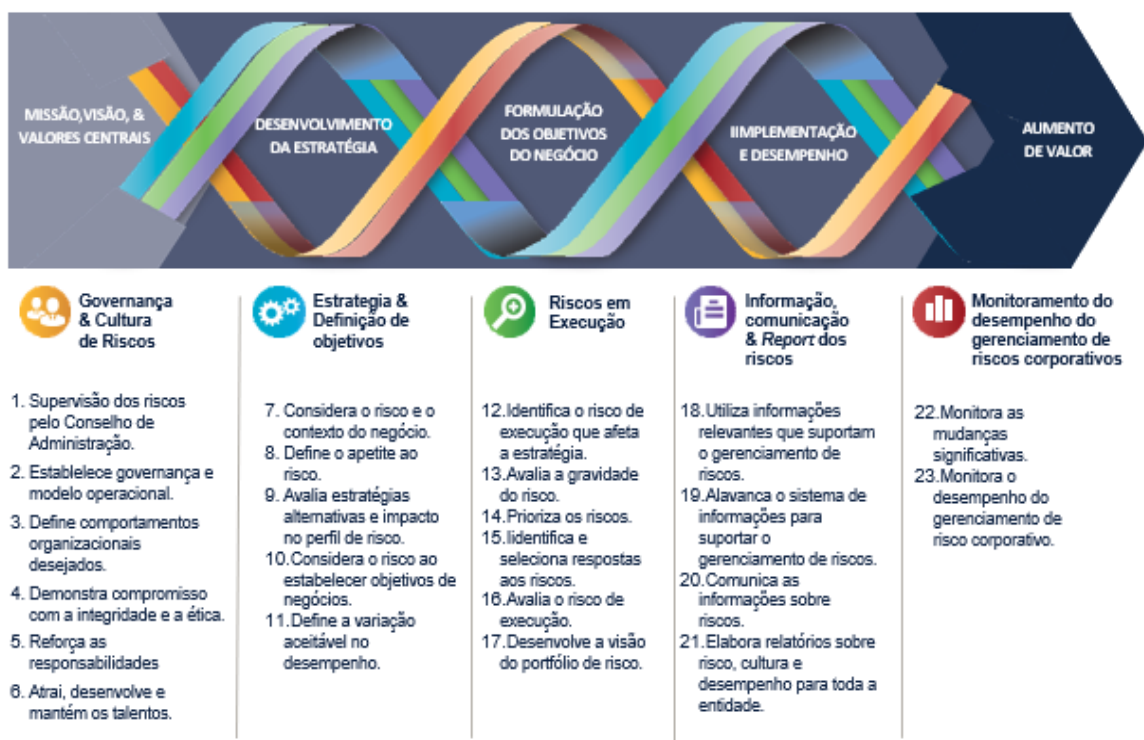 MISSÃO,VISÃO, &
VALORES CENTRAIS
DESENVOLVIMENTO
DA ESTRATÉGIA
FORMULAÇÃO
DOS OBJETIVOS
DO NEGÓCIO
IIMPLEMENTAÇÃO
E DESEMPENHO
AUMENTO
DE VALOR
Governança
& Cultura
de Riscos
1. Supervisão dos riscos
pelo Conselho de
Administração.
2. Establelece governança e
modelo operacional.
3. Define comportamentos
organizacionais
desejados.
4. Demonstra compromisso
com a integridade e a ética.
5. Reforça as
responsabilidades
6. Atrai, desenvolve e
mantém os talentos.
Estrategia &
Definição de
objetivos
7. Considera o risco e o
contexto do negócio.
8. Define o apetite ao
risco.
9. Avalia estratégias
alternativas e impacto
no perfil de risco.
10.Considera o risco ao
estabelecer objetivos de
negócios.
11.Define a variação
aceitável no
desempenho.
Riscos em
Execução
12.Identifica o risco de
execução que afeta
a estratégia.
13.Avalia a gravidade
do risco.
14.Prioriza os riscos.
15.Iidentifica e
seleciona respostas
aos riscos.
16.Avalia o risco de
execução.
17.Desenvolve a visão
do portfólio de risco.
Informação,
comunicação
& Report dos
riscos
18.Utiliza informações
relevantes que suportam
o gerenciamento de
riscos.
19.Alavanca o sistema de
informações para
suportar o
gerenciamento de riscos.
20.Comunica as
informações sobre
riscos.
21.Elabora relatórios sobre
risco, cultura e
desempenho para toda a
entidade.
Monitoramento do
desempenho do
gerenciamento de
riscos corporativos
22.Monitora as
mudanças
significativas.
23.Monitora o
desempenho do
gerenciamento de
risco corporativo.